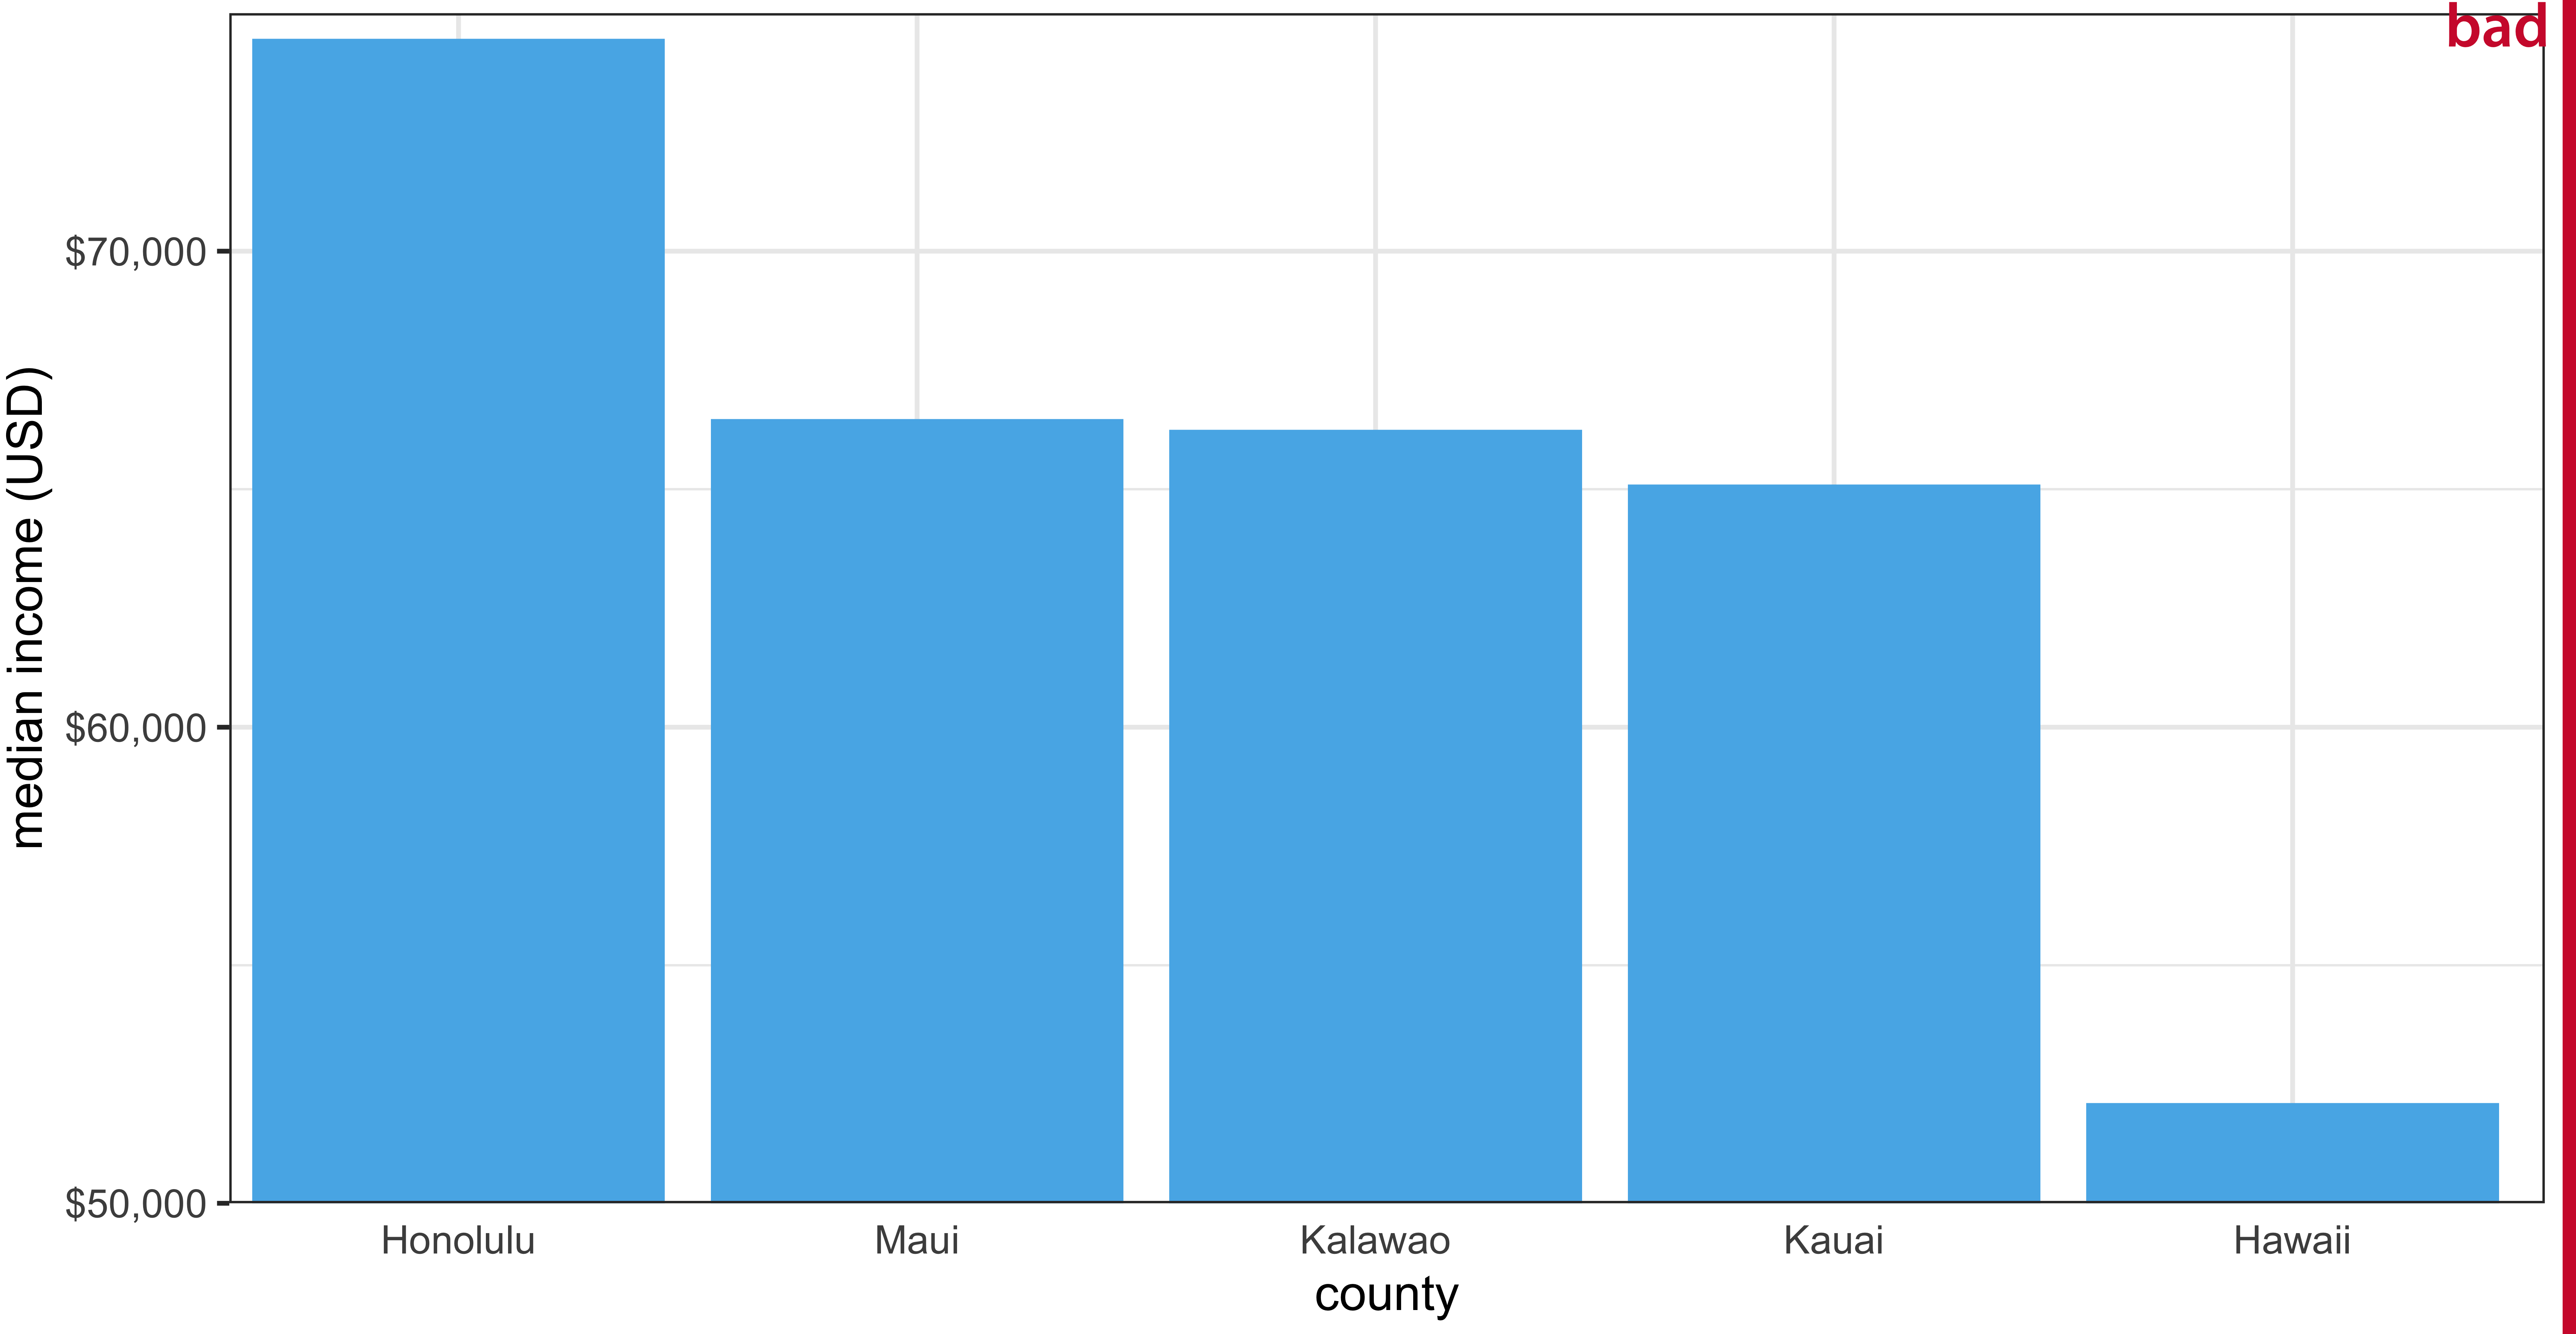 bad
median income (USD)
$70,000
$60,000
$50,000
Honolulu Maui Kalawao Kauai Hawaii
county